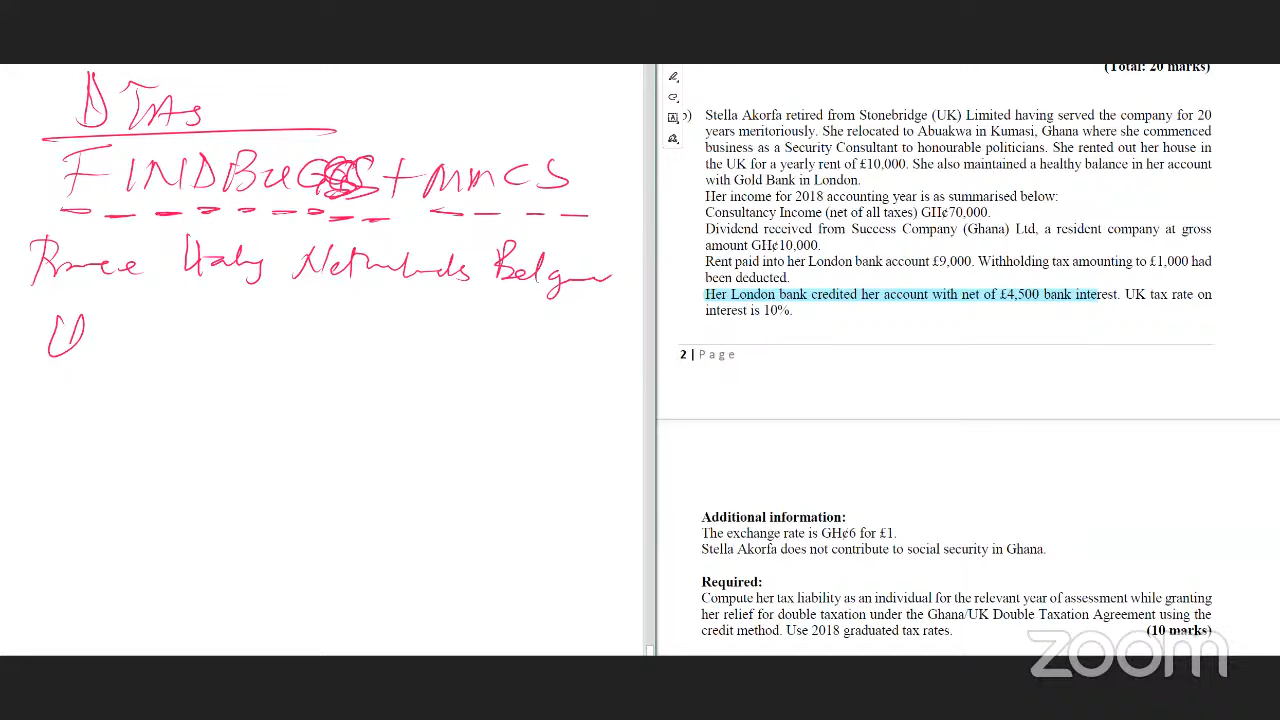 DTAs
FINDBUG + MMCS
France Italy Netherlands Belgium
U
(Total: 20 marks)
) Stella Akorfa retired from Stonebridge (UK) Limited having served the company for 20
years meritoriously. She relocated to Abuakwa in Kumasi, Ghana where she commenced
business as a Security Consultant to honourable politicians. She rented out her house in
the UK for a yearly rent of £10,000. She also maintained a healthy balance in her account
with Gold Bank in London.
Her income for 2018 accounting year is as summarised below:
Consultancy Income (net of all taxes) GH¢70,000.
Dividend received from Success Company (Ghana) Ltd, a resident company at gross
amount GH¢10,000.
Rent paid into her London bank account £9,000. Withholding tax amounting to £1,000 had
been deducted.
Her London bank credited her account with net of £4,500 bank interest. UK tax rate on
interest is 10%.
2 | Page
Additional information:
The exchange rate is GH¢6 for £1.
Stella Akorfa does not contribute to social security in Ghana.
Required:
Compute her tax liability as an individual for the relevant year of assessment while granting
her relief for double taxation under the Ghana/UK Double Taxation Agreement using the
credit method. Use 2018 graduated tax rates. (10 marks)
zoom